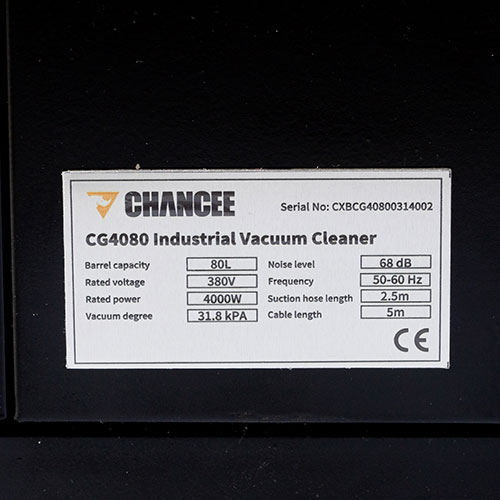 CHANCEE
Serial No: CXBCG40800314002
CG4080 Industrial Vacuum Cleaner
Barrel capacity 80L Noise level 68 dB
Rated voltage 380V Frequency 50-60 Hz
Rated power 4000W Suction hose length 2.5m
Vacuum degree 31.8 kPA Cable length 5m
CE